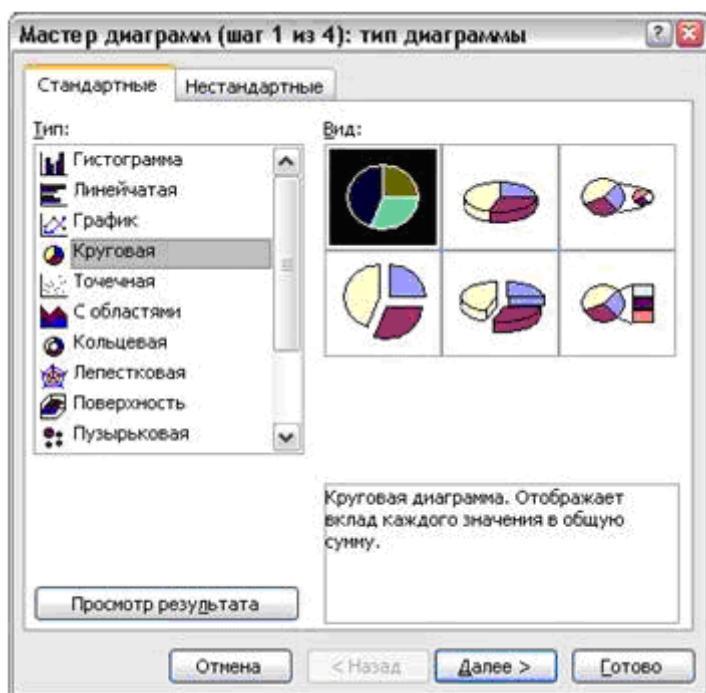 Мастер диаграмм (шаг 1 из 4): тип диаграммы
Стандартные
Нестандартные
Тип:
Гистограмма
Линейчатая
График
Круговая
Точечная
С областями
Кольцевая
Лепестковая
Поверхность
Пузырьковая
Вид:
Круговая диаграмма. Отображает
вклад каждого значения в общую
сумму.
Просмотр результата
Отмена
< Назад
Далее >
Готово